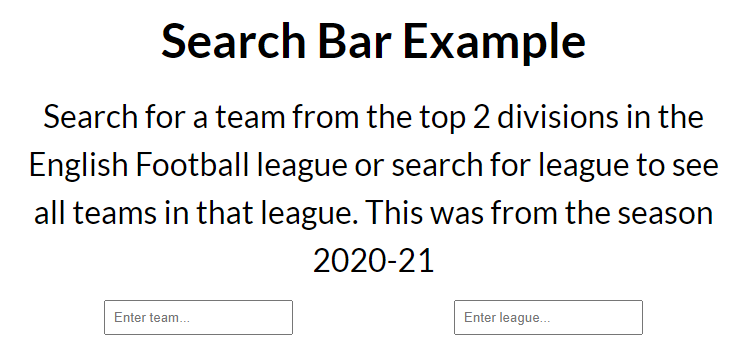 Search Bar Example
Search for a team from the top 2 divisions in the
English Football league or search for league to see
all teams in that league. This was from the season
2020-21
Enter team...
Enter league...